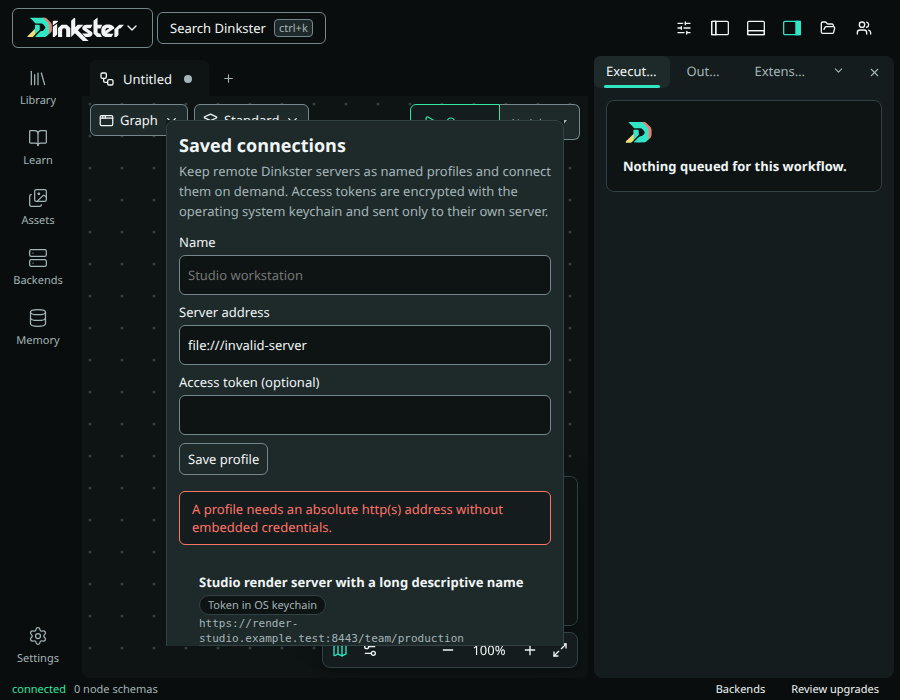 Dinkster
Search Dinkster ctrl+k
Library
Learn
Assets
Backends
Memory
Settings
Untitled
Graph
Standard
Saved connections
Keep remote Dinkster servers as named profiles and connect
them on demand. Access tokens are encrypted with the
operating system keychain and sent only to their own server.
Name
Studio workstation
Server address
file:///invalid-server
Access token (optional)
Save profile
A profile needs an absolute http(s) address without
embedded credentials.
Studio render server with a long descriptive name
Token in OS keychain
https://render-
studio.example.test:8443/team/production
100%
Execut... Out... Extens...
Nothing queued for this workflow.
connected 0 node schemas
Backends Review upgrades